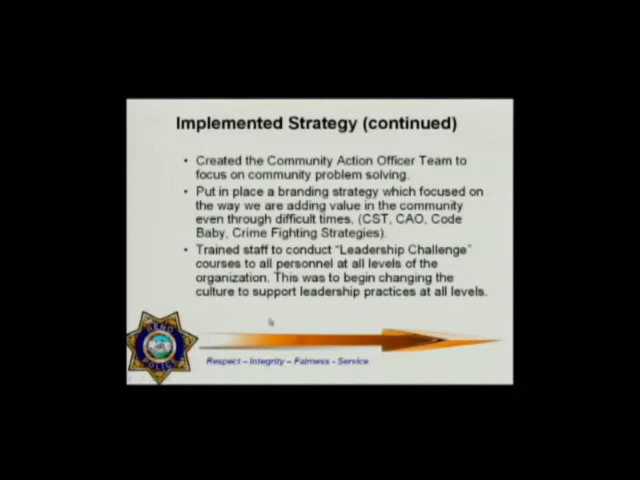 Implemented Strategy (continued)
• Created the Community Action Officer Team to
focus on community problem solving.
• Put in place a branding strategy which focused on
the way we are adding value in the community
even through difficult times, (CST, CAO, Code
Baby, Crime Fighting Strategies).
• Trained staff to conduct “Leadership Challenge”
courses to all personnel at all levels of the
organization. This was to begin changing the
culture to support leadership practices at all levels.
RENO
POLICE
Respect – Integrity – Fairness - Service